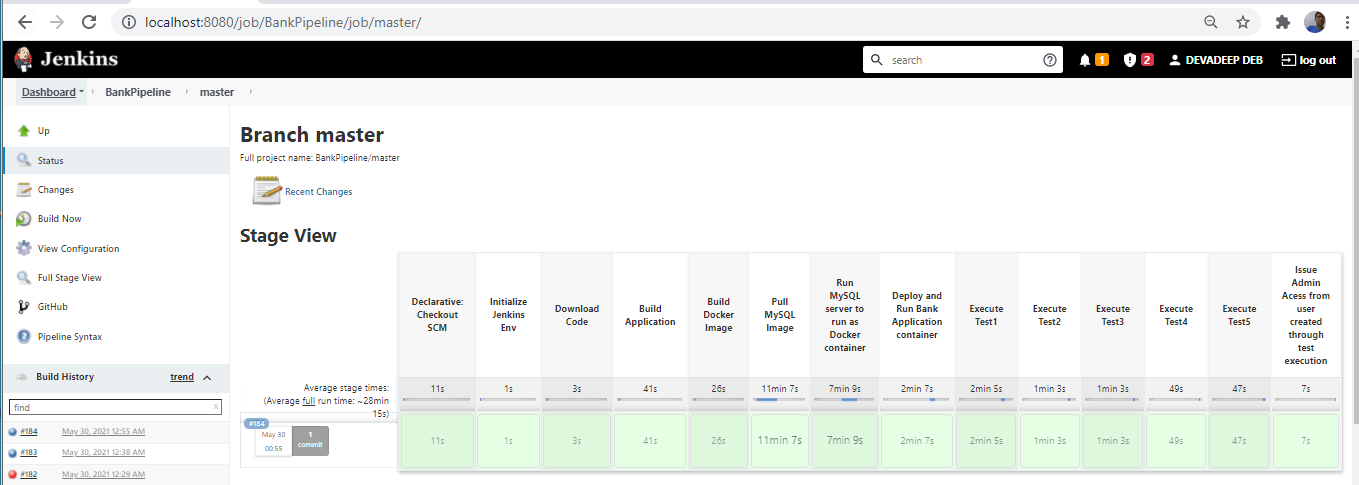 localhost:8080/job/BankPipeline/job/master/
Jenkins
search
1
2
DEVADEEP DEB
log out
Dashboard
BankPipeline
master
Up
Status
Changes
Build Now
View Configuration
Full Stage View
GitHub
Pipeline Syntax
Build History
trend
find
x
#184 May 30, 2021 12:55 AM
#183 May 30, 2021 12:38 AM
#182 May 30, 2021 12:29 AM
Branch master
Full project name: BankPipeline/master
Recent Changes
Stage View
Declarative:
Checkout
SCM
Initialize
Jenkins
Env
Download
Code
Build
Application
Build
Docker
Image
Pull
MySQL
Image
Run
MySQL
server to
run as
Docker
container
Deploy and
Run Bank
Application
container
Execute
Test1
Execute
Test2
Execute
Test3
Execute
Test4
Execute
Test5
Issue
Admin
Acess from
user
created
through
test
execution
Average stage times:
(Average full run time: ~28min
15s)
11s 1s 3s 41s 26s 11min 7s 7min 9s 2min 7s 2min 5s 1min 3s 1min 3s 49s 47s 7s
#184
May 30
00:55
1
commit
11s 1s 3s 41s 26s 11min 7s 7min 9s 2min 7s 2min 5s 1min 3s 1min 3s 49s 47s 7s